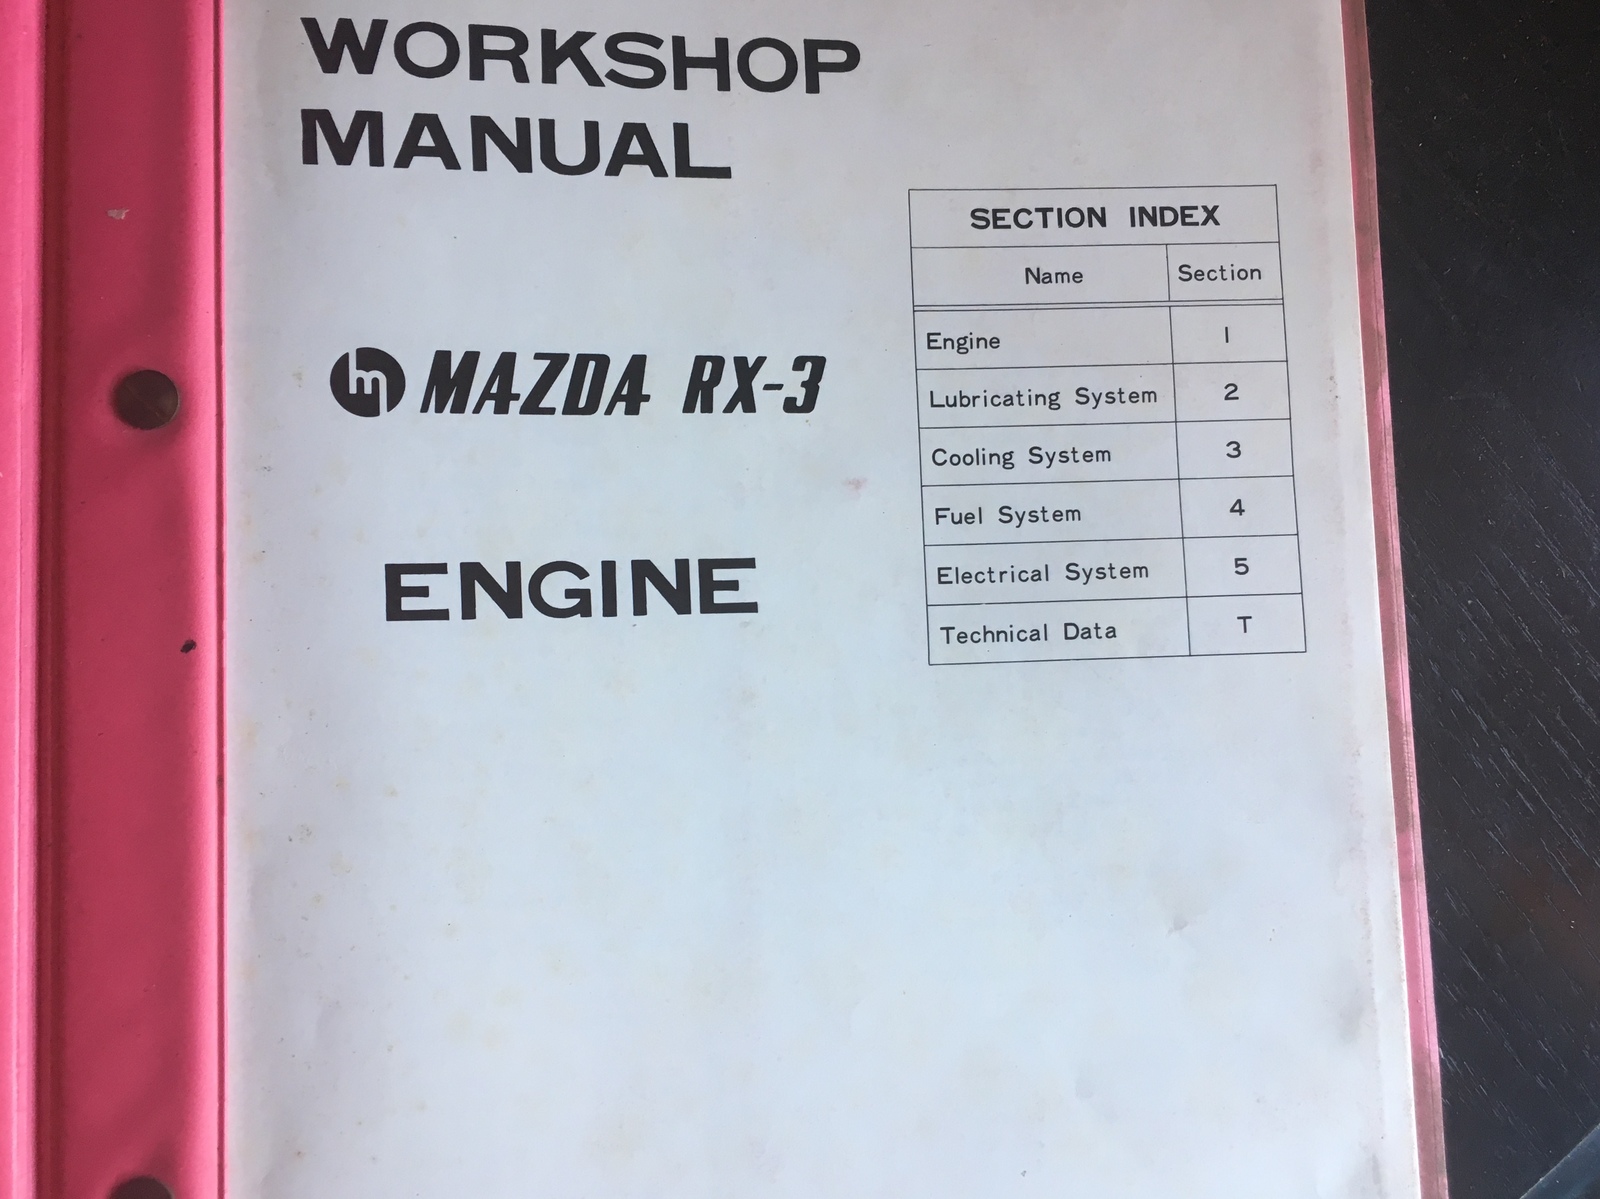 WORKSHOP
MANUAL
MAZDA RX-3
ENGINE
SECTION INDEX
Name Section
Engine 1
Lubricating System 2
Cooling System 3
Fuel System 4
Electrical System 5
Technical Data T